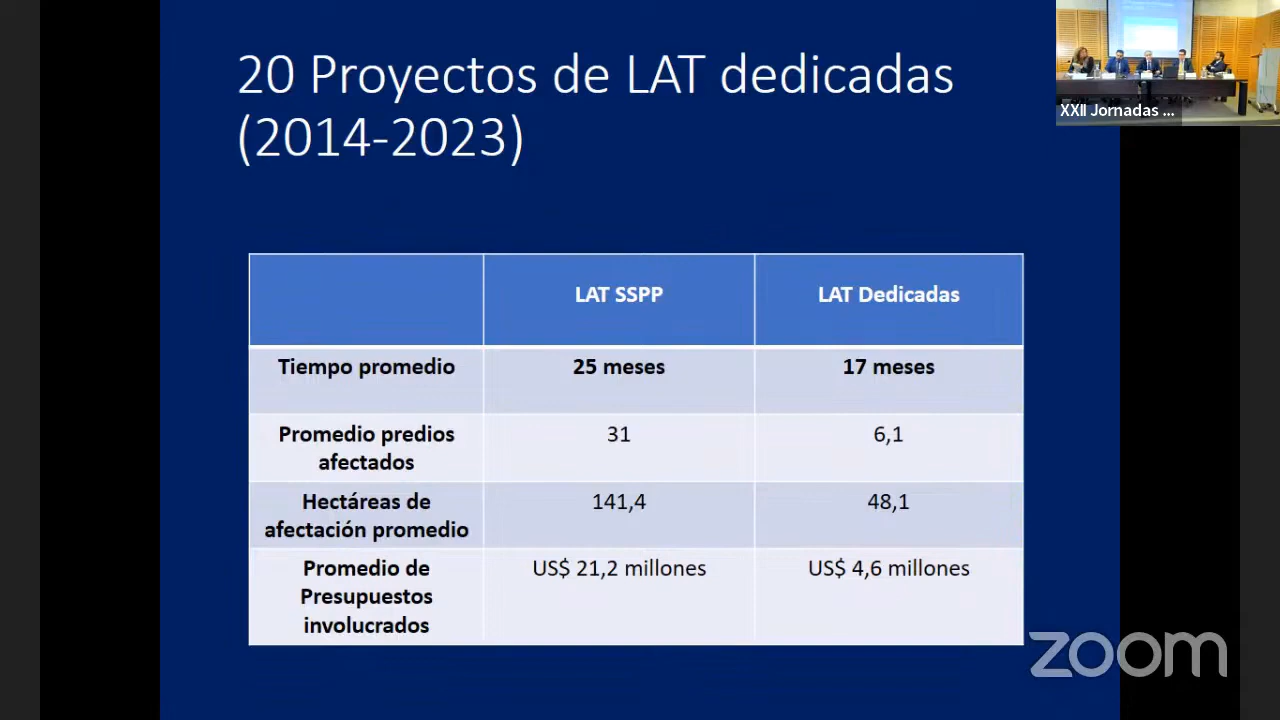 20 Proyectos de LAT dedicadas
(2014-2023)
XXII Jornadas ...
LAT SSPP
LAT Dedicadas
Tiempo promedio
25 meses
17 meses
Promedio predios
afectados
31
6,1
Hectáreas de
afectación promedio
141,4
48,1
Promedio de
Presupuestos
involucrados
US$ 21,2 millones
US$ 4,6 millones
zoom